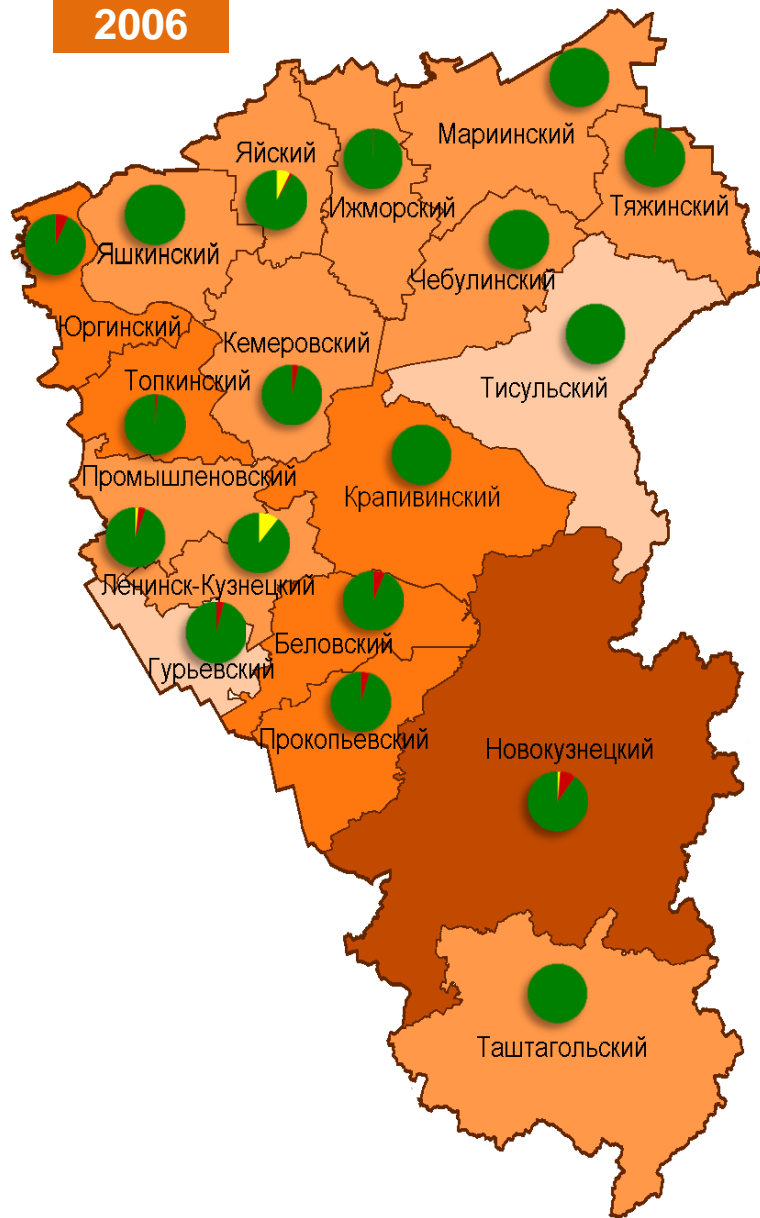 2006
Мариинский
Яйский
Ижморский
Тяжинский
Яшкинский
Чебулинский
Юргинский
Кемеровский
Топкинский
Тисульский
Промышленовский
Крапивинский
Ленинск-Кузнецкий
Беловский
Гурьевский
Прокопьевский
Новокузнецкий
Таштагольский